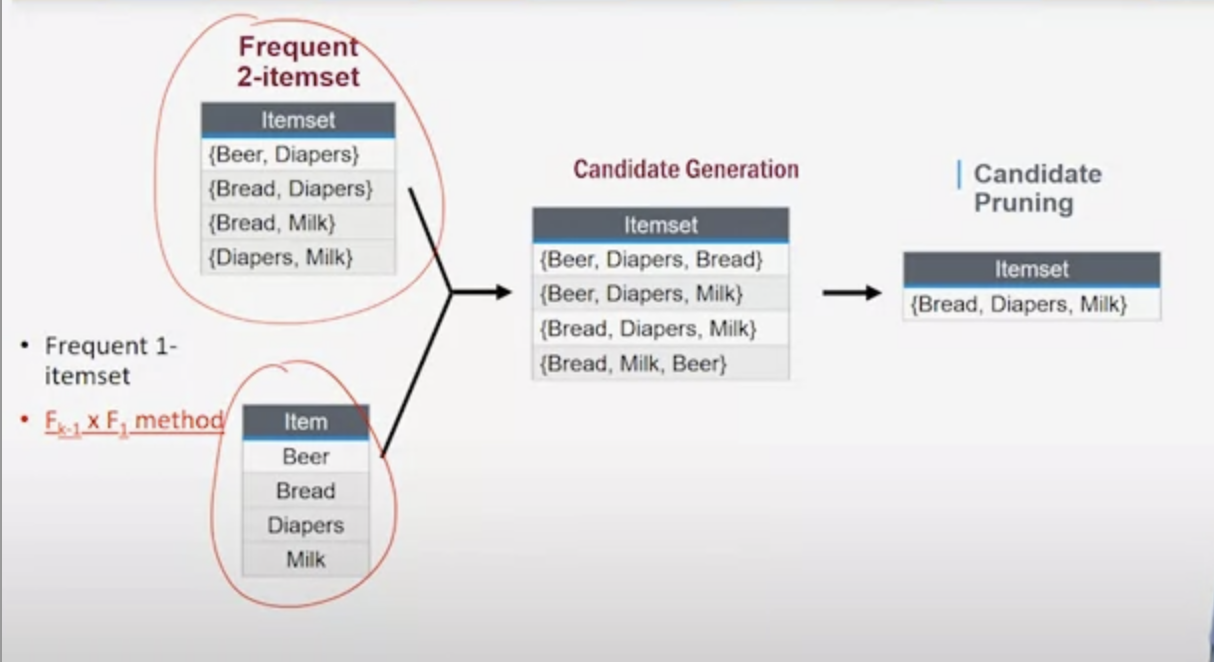 Frequent
2-itemset
Itemset
{Beer, Diapers}
{Bread, Diapers}
{Bread, Milk}
{Diapers, Milk}
• Frequent 1-
itemset
• Fk-1 x F1 method
Item
Beer
Bread
Diapers
Milk
Candidate Generation
Itemset
{Beer, Diapers, Bread}
{Beer, Diapers, Milk}
{Bread, Diapers, Milk}
{Bread, Milk, Beer}
Candidate
Pruning
Itemset
{Bread, Diapers, Milk}